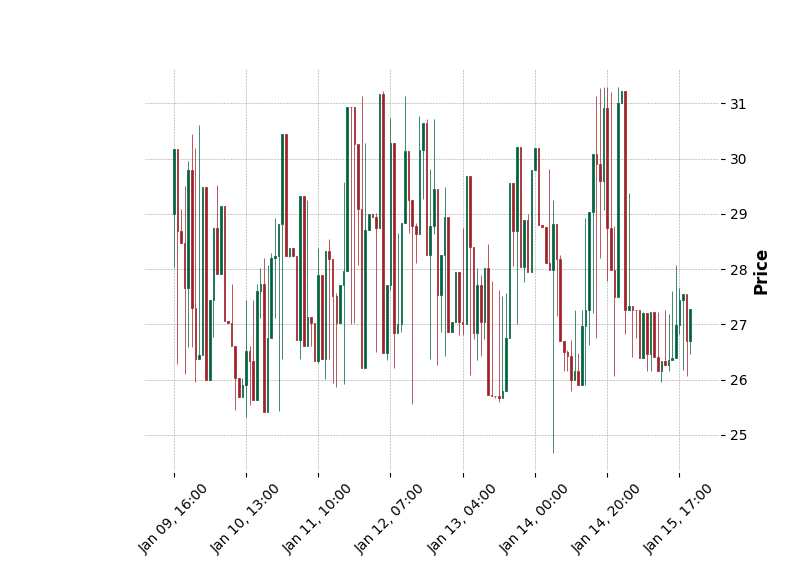 31
30
29
28
27
26
25
Price
Jan 09, 16:00
Jan 10, 13:00
Jan 11, 10:00
Jan 12, 07:00
Jan 13, 04:00
Jan 14, 00:00
Jan 14, 20:00
Jan 15, 17:00